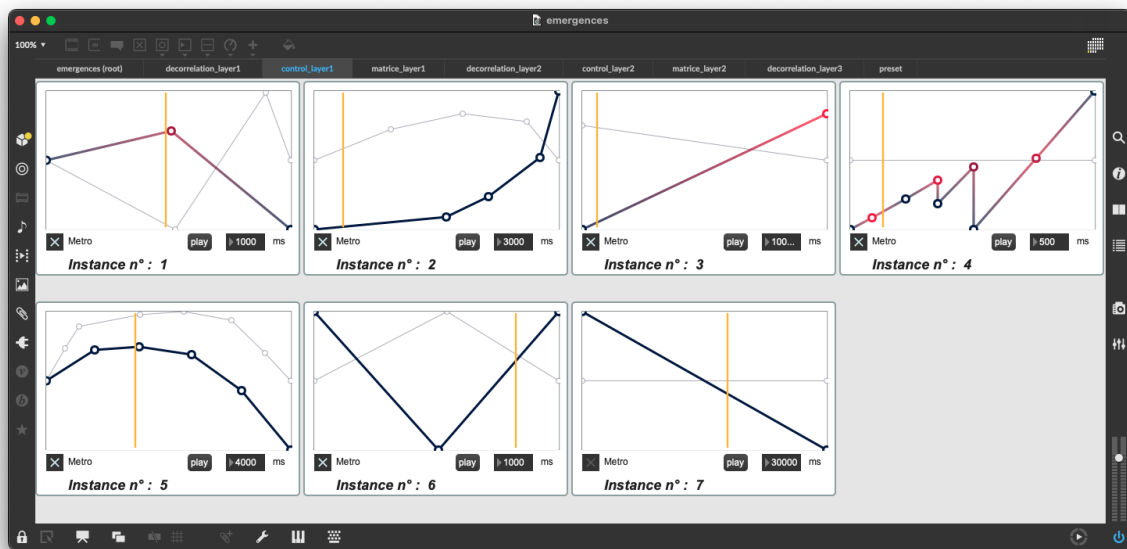 emergences
100%
emergences (root) decorrelation_layer1 control_layer1 matrice_layer1 decorrelation_layer2 control_layer2 matrice_layer2 decorrelation_layer3 preset
Metro play 1000 ms Metro play 3000 ms Metro play 100... ms Metro play 500 ms
Instance n° : 1 Instance n° : 2 Instance n° : 3 Instance n° : 4
Metro play 4000 ms Metro play 1000 ms Metro play 30000 ms
Instance n° : 5 Instance n° : 6 Instance n° : 7